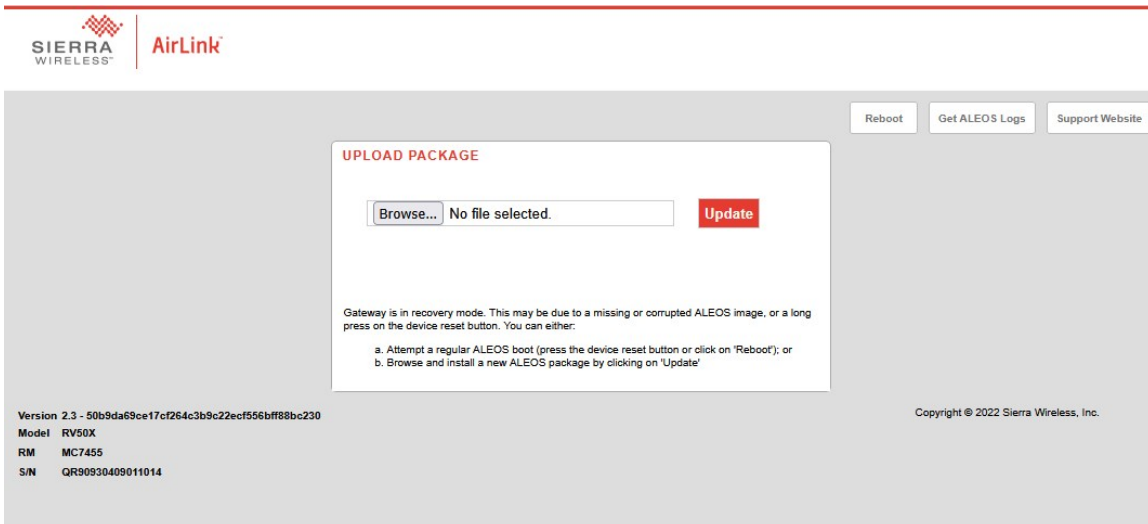 SIERRA
WIRELESS™
AirLink™
Reboot
Get ALEOS Logs
Support Website
UPLOAD PACKAGE
Browse... No file selected.
Update
Gateway is in recovery mode. This may be due to a missing or corrupted ALEOS image, or a long
press on the device reset button. You can either:
a. Attempt a regular ALEOS boot (press the device reset button or click on 'Reboot'); or
b. Browse and install a new ALEOS package by clicking on 'Update'
Version 2.3 - 50b9da69ce17cf264c3b9c22ecf556bff88bc230
Model RV50X
RM MC7455
S/N QR90930409011014
Copyright © 2022 Sierra Wireless, Inc.